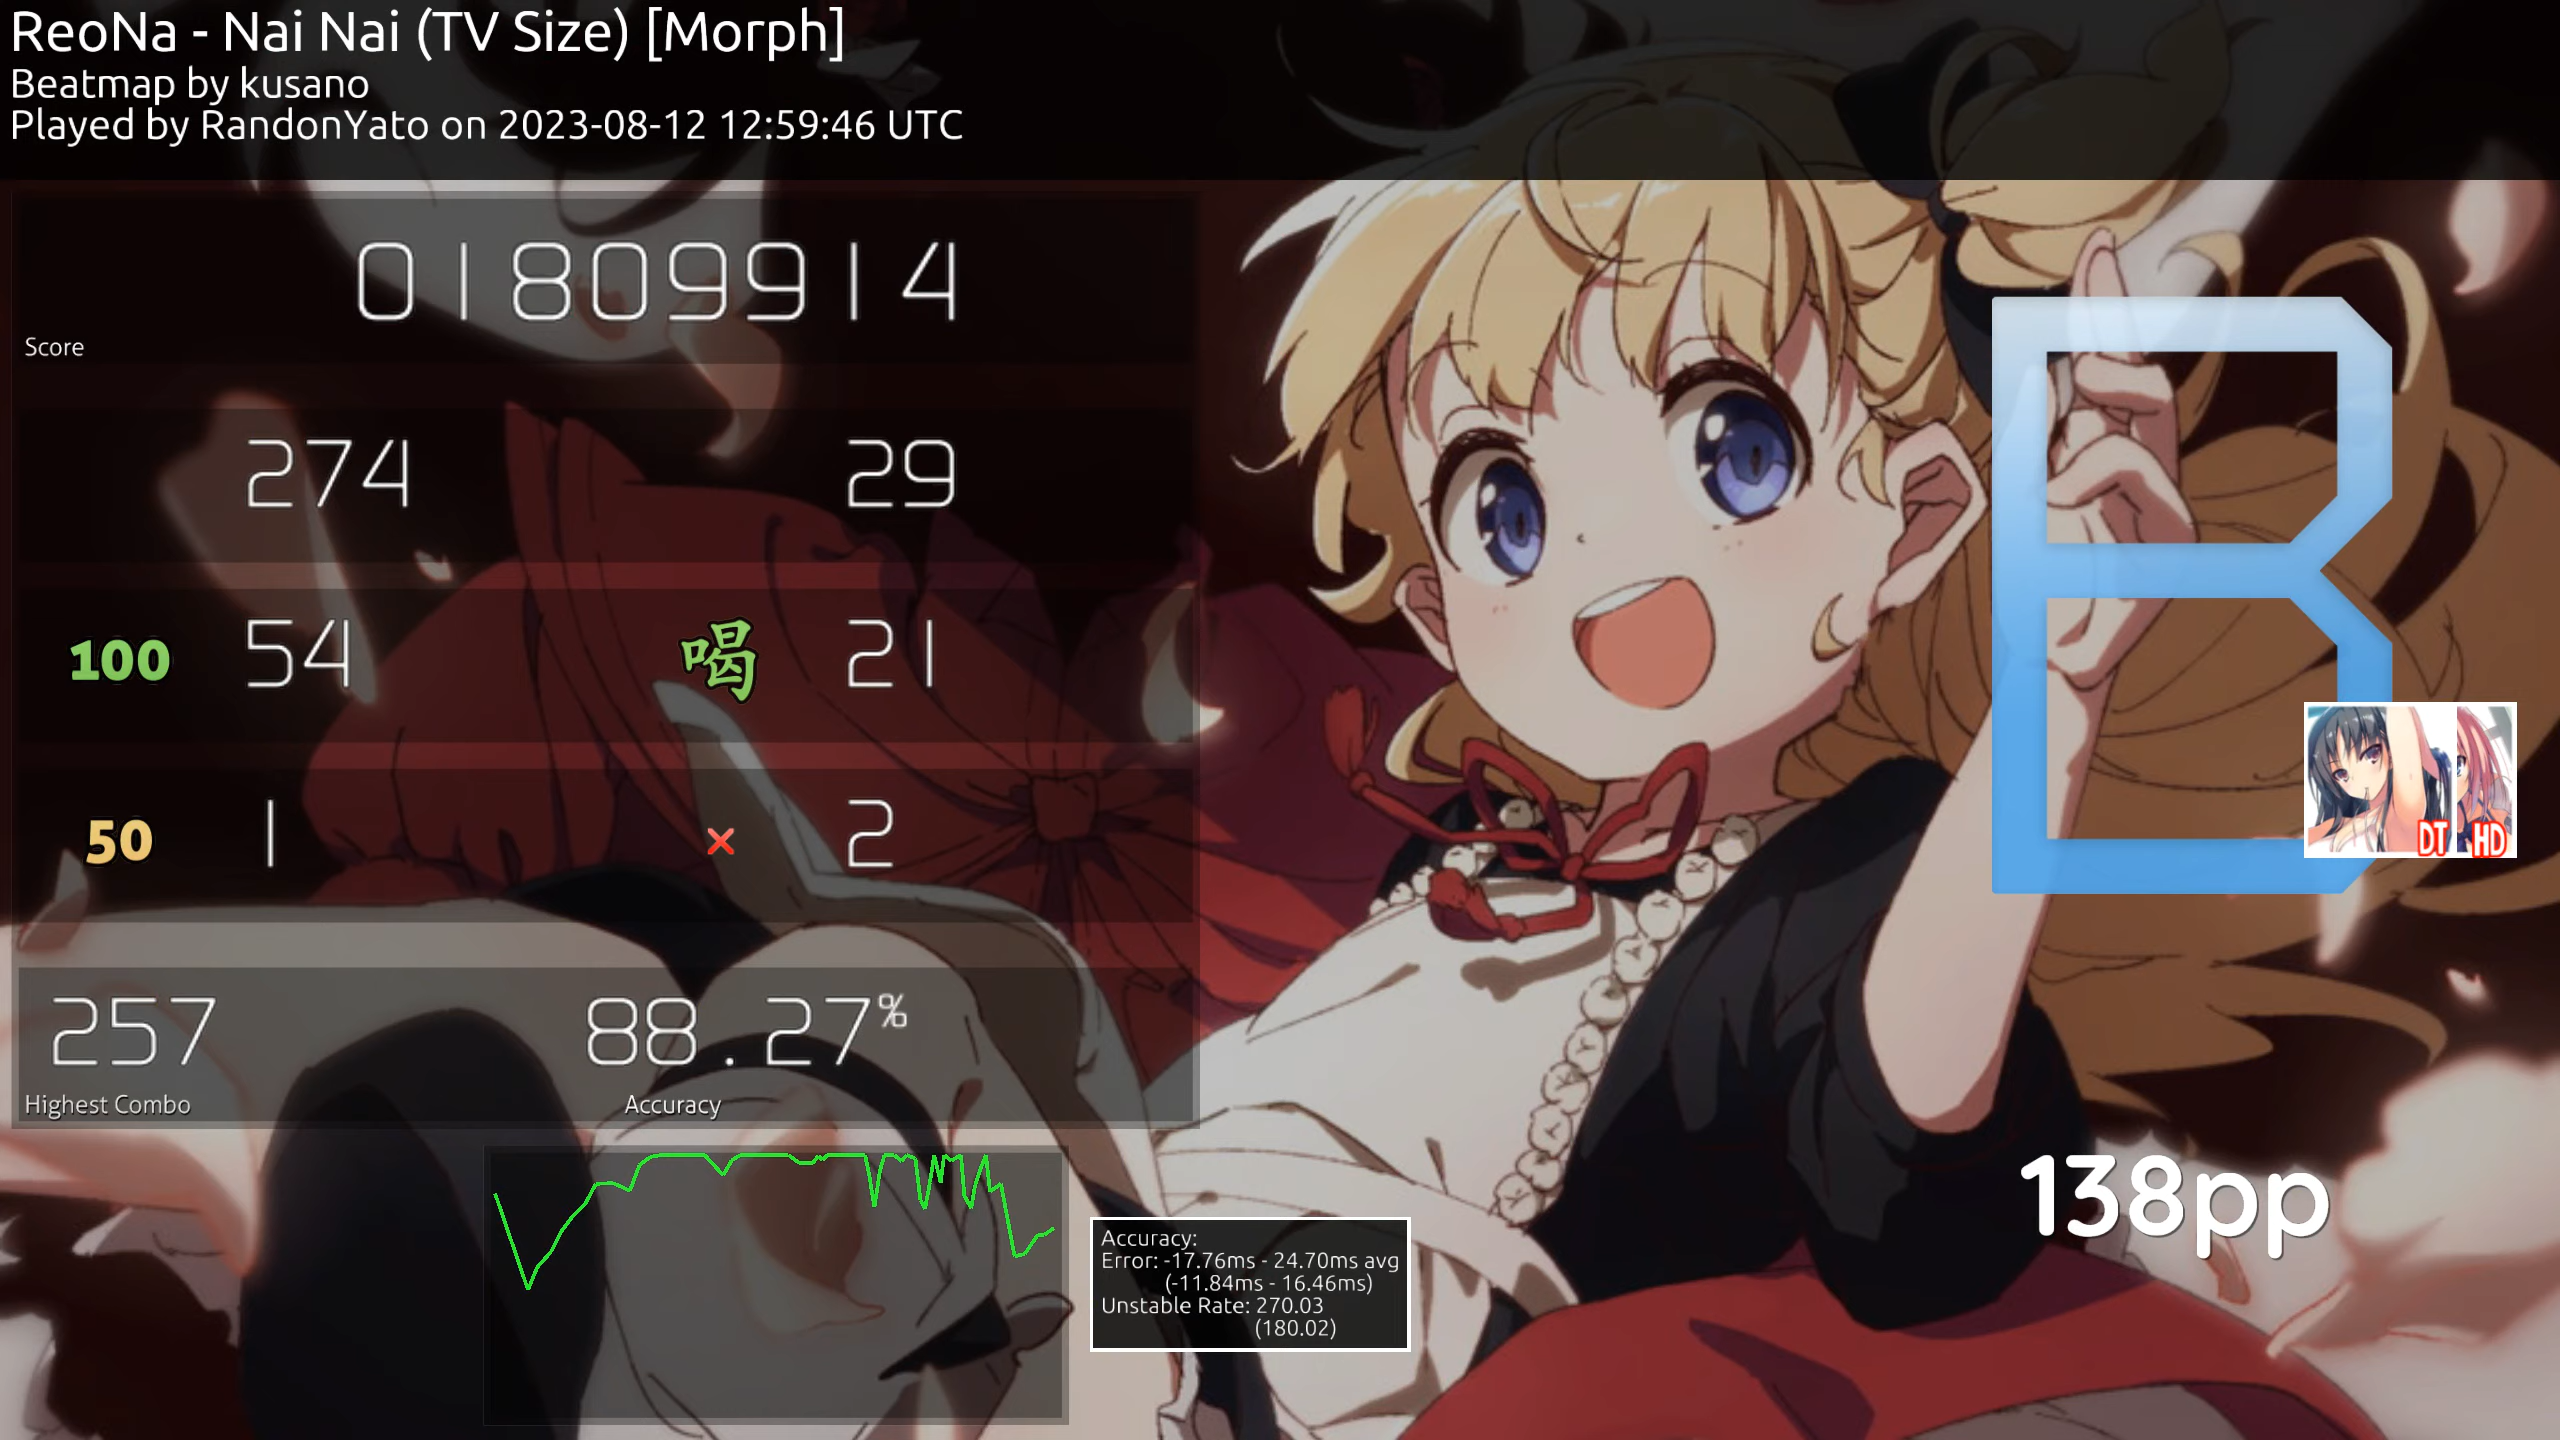 ReoNa - Nai Nai (TV Size) [Morph]
Beatmap by kusano
Played by RandonYato on 2023-08-12 12:59:46 UTC
01809914
Score
274 29
100 54 喝 21
50 1 × 2
257 88.27%
Highest Combo Accuracy
B
DT HD
138pp
Accuracy:
Error: -17.76ms - 24.70ms avg
(-11.84ms - 16.46ms)
Unstable Rate: 270.03
(180.02)